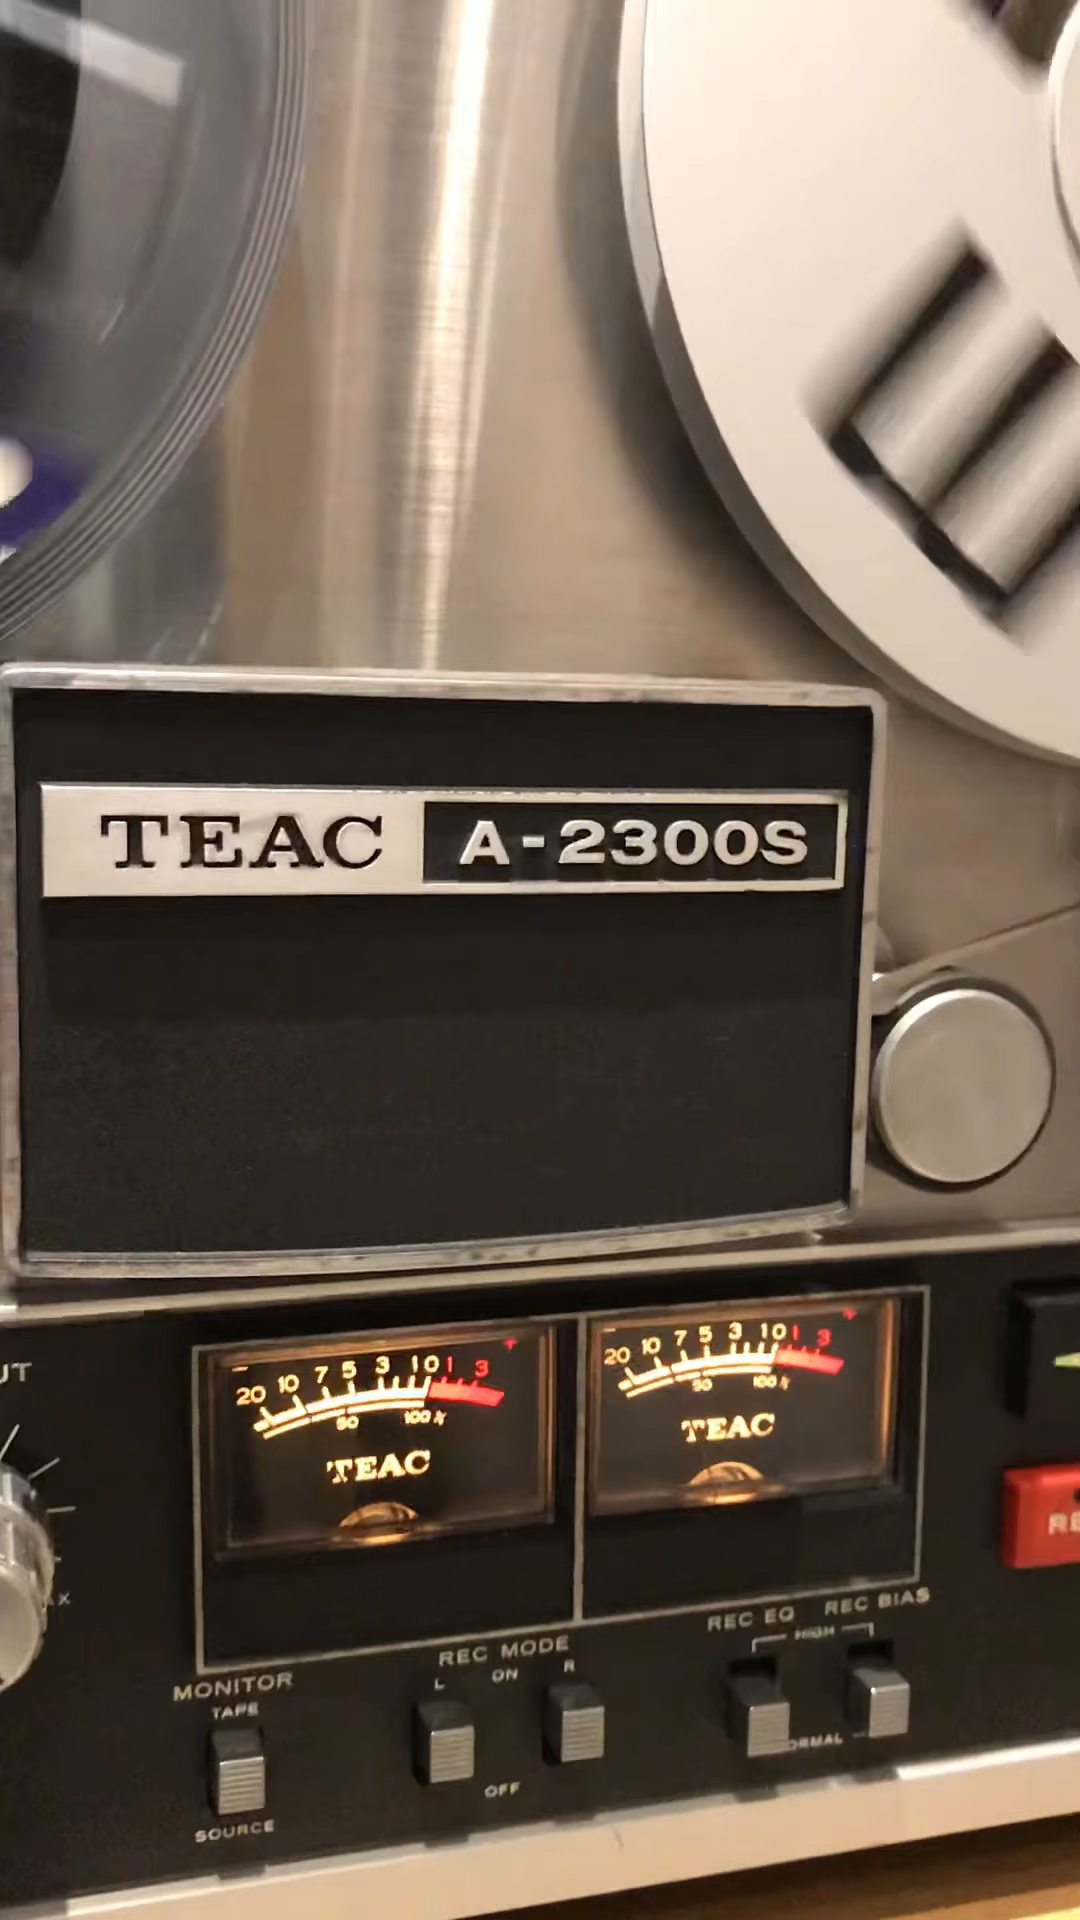 TEAC A-2300S
20 10 7 5 3 10 1 3 +
50 100%
TEAC
20 10 7 5 3 10 1 3 +
50 100%
TEAC
REC MODE
L ON R
OFF
MONITOR
TAPE
SOURCE
REC EQ REC BIAS
HIGH